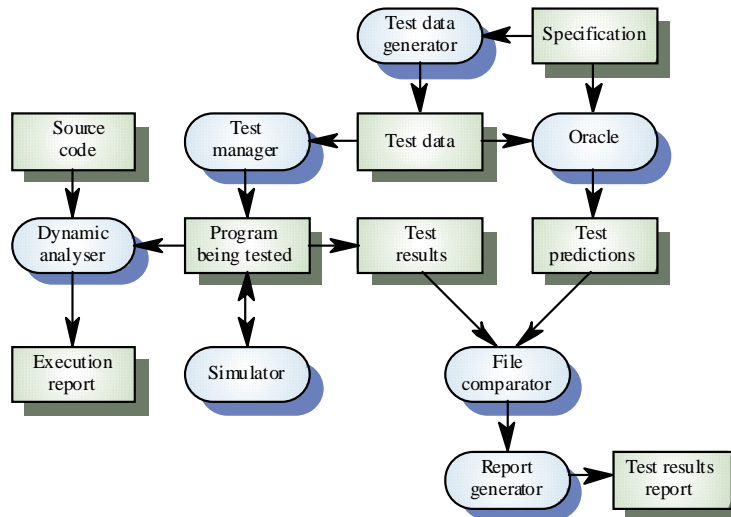 Test data
generator
Specification
Source
code
Test
manager
Test data
Oracle
Dynamic
analyser
Program
being tested
Test
results
Test
predictions
Execution
report
Simulator
File
comparator
Report
generator
Test results
report